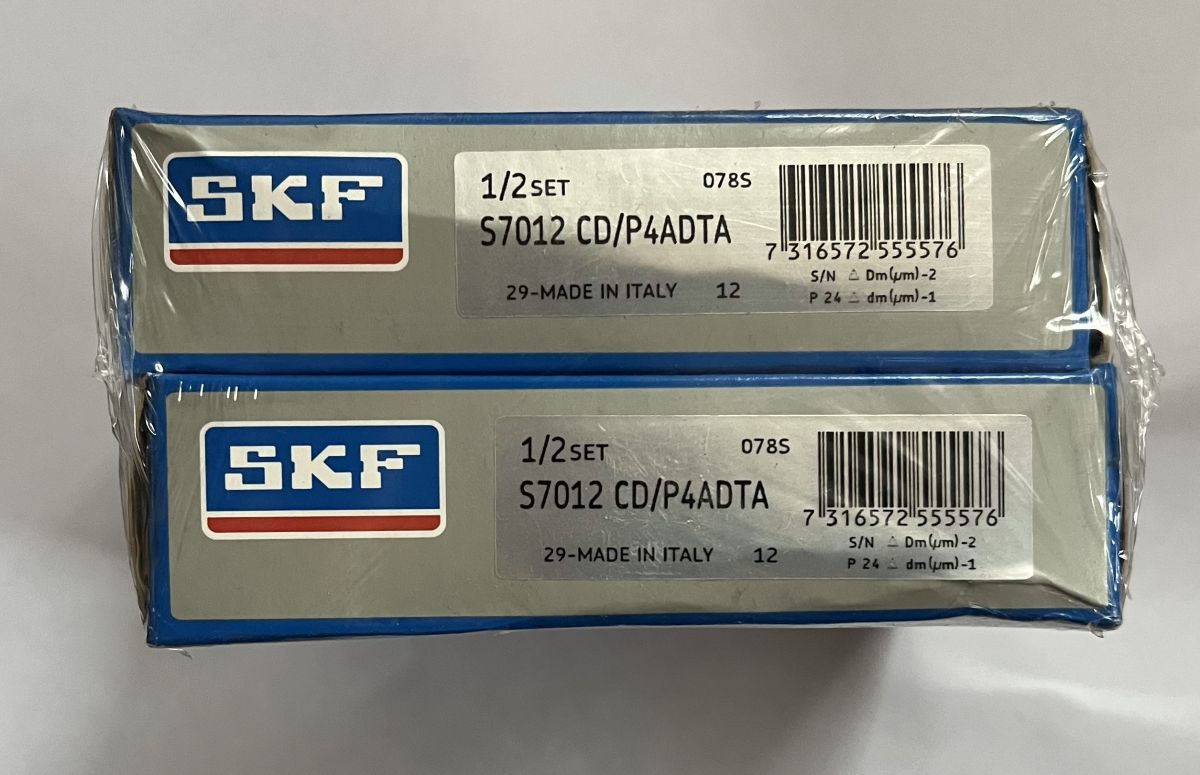 SKF
1/2 SET 078S
S7012 CD/P4ADTA
7 316572 555576
S/N △ Dm(µm)-2
29-MADE IN ITALY 12
P 24 △ dm(µm)-1
SKF
1/2 SET 078S
S7012 CD/P4ADTA
7 316572 555576
S/N △ Dm(µm)-2
29-MADE IN ITALY 12
P 24 △ dm(µm)-1